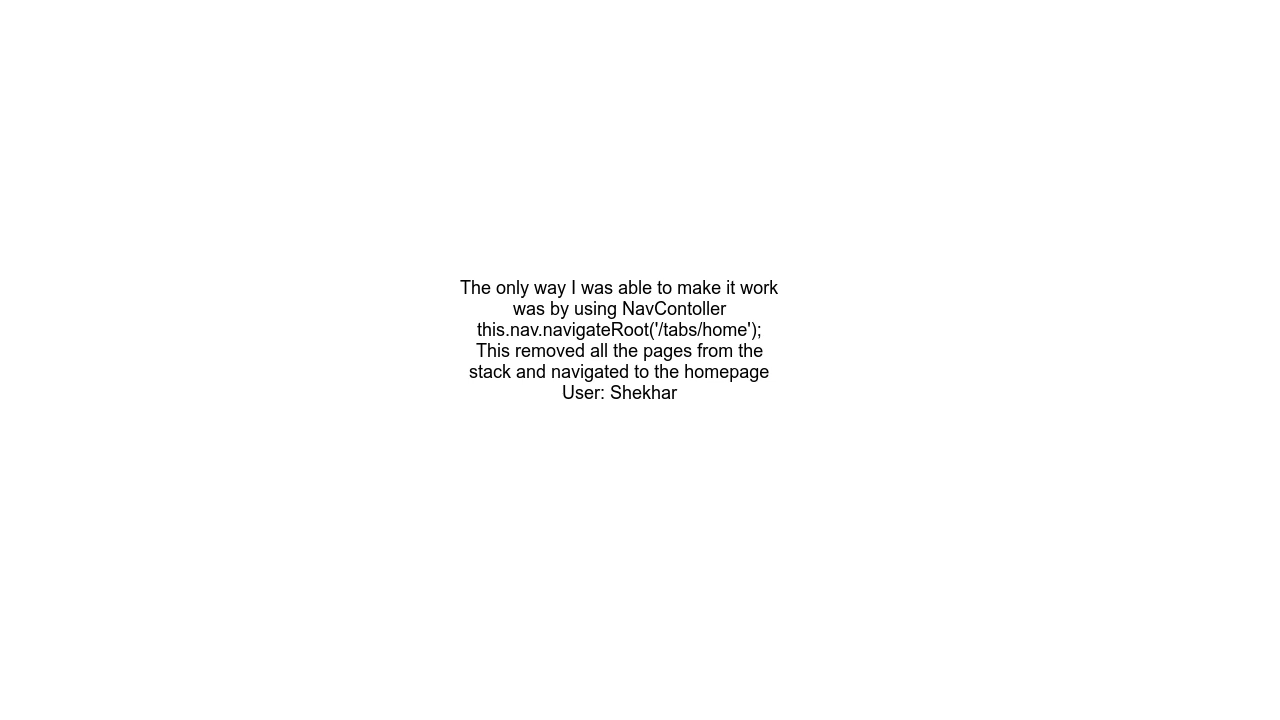 The only way I was able to make it work
was by using NavContoller
this.nav.navigateRoot('/tabs/home');
This removed all the pages from the
stack and navigated to the homepage
User: Shekhar